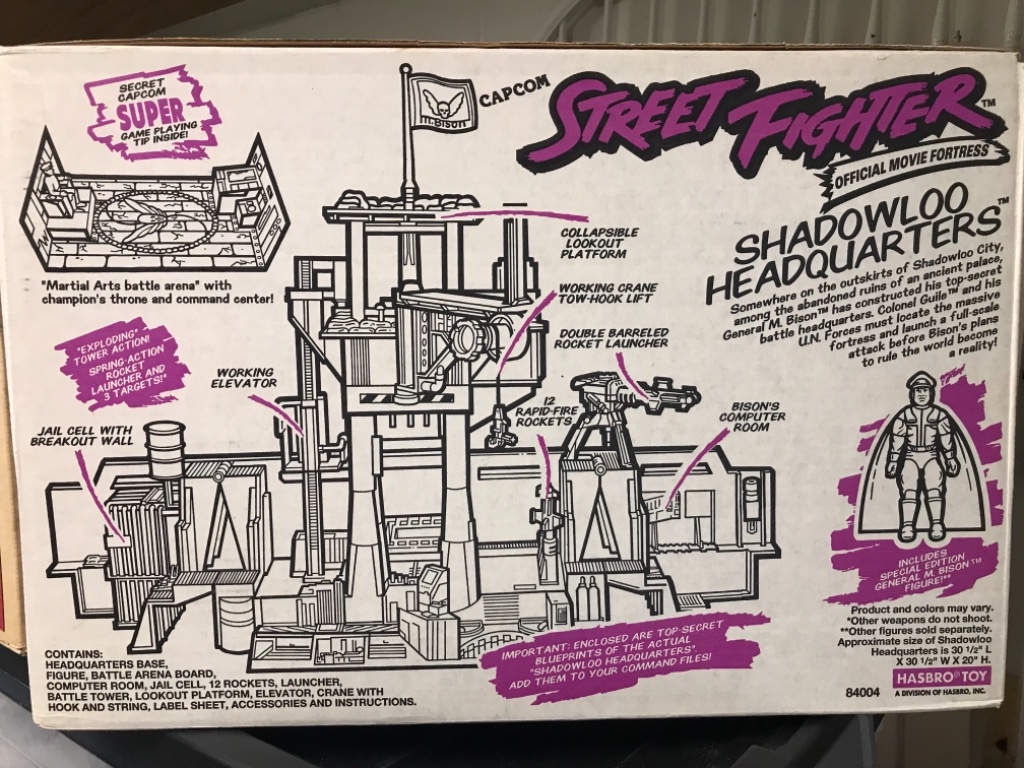 SECRET
CAPCOM
SUPER
GAME PLAYING
TIP INSIDE!
m.Bison
CAPCOM
STREET FIGHTER™
OFFICIAL MOVIE FORTRESS
SHADOWLOO
HEADQUARTERS™
Somewhere on the outskirts of Shadowloo City,
among the abandoned ruins of an ancient palace,
General M. Bison™ has constructed his top-secret
battle headquarters. Colonel Guile™ and his
U.N. Forces must locate the massive
fortress and launch a full-scale
attack before Bison's plans
to rule the world become
a reality!
"Martial Arts battle arena" with
champion's throne and command center!
COLLAPSIBLE
LOOKOUT
PLATFORM
WORKING CRANE
TOW-HOOK LIFT
DOUBLE BARRELED
ROCKET LAUNCHER
"EXPLODING"
TOWER ACTION!
SPRING-ACTION
ROCKET
LAUNCHER AND
3 TARGETS!*
WORKING
ELEVATOR
12
RAPID-FIRE
ROCKETS
BISON'S
COMPUTER
ROOM
JAIL CELL WITH
BREAKOUT WALL
INCLUDES
SPECIAL EDITION
GENERAL M. BISON™
FIGURE!**
IMPORTANT: ENCLOSED ARE TOP-SECRET
BLUEPRINTS OF THE ACTUAL
"SHADOWLOO HEADQUARTERS".
ADD THEM TO YOUR COMMAND FILES!
Product and colors may vary.
*Other weapons do not shoot.
**Other figures sold separately.
Approximate size of Shadowloo
Headquarters is 30 1/2" L
X 30 1/2" W X 20" H.
CONTAINS:
HEADQUARTERS BASE,
FIGURE, BATTLE ARENA BOARD,
COMPUTER ROOM, JAIL CELL, 12 ROCKETS, LAUNCHER,
BATTLE TOWER, LOOKOUT PLATFORM, ELEVATOR, CRANE WITH
HOOK AND STRING, LABEL SHEET, ACCESSORIES AND INSTRUCTIONS.
84004
HASBRO® TOY
A DIVISION OF HASBRO, INC.